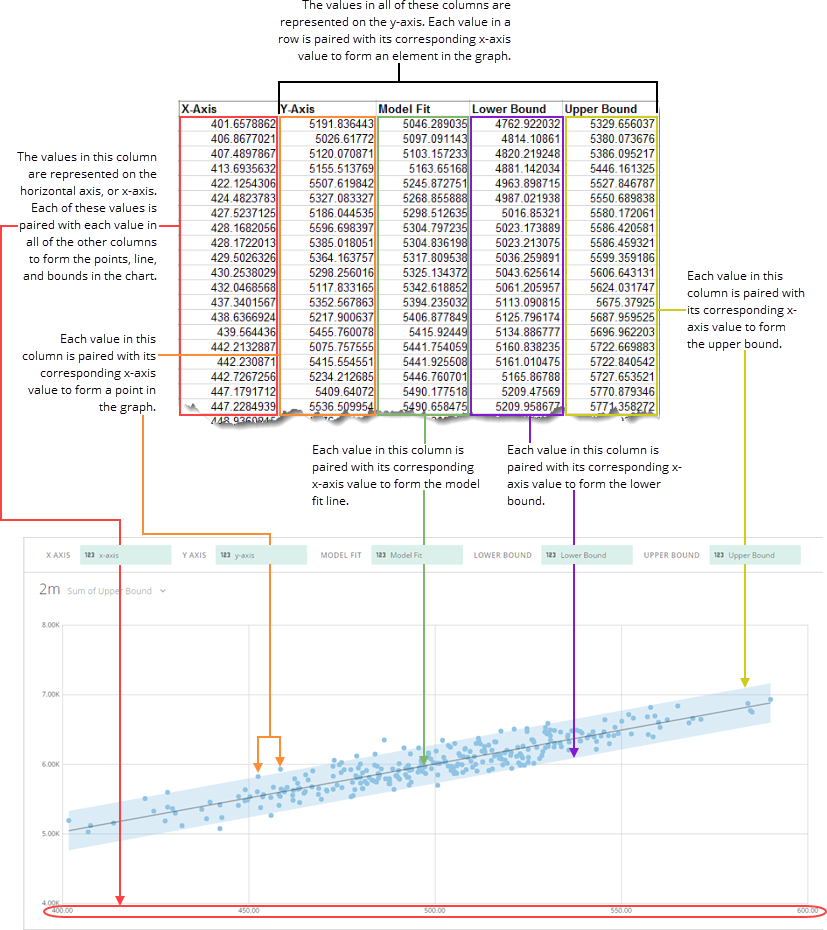 The values in all of these columns are
represented on the y-axis. Each value in a
row is paired with its corresponding x-axis
value to form an element in the graph.
X-Axis Y-Axis Model Fit Lower Bound Upper Bound
401.6578862 5191.836443 5046.289035 4762.922032 5329.656037
406.8677021 5026.61772 5097.091143 4814.10861 5380.073676
407.4897867 5120.070871 5103.157233 4820.219248 5386.095217
413.6935632 5155.513769 5163.65168 4881.142034 5446.161325
422.1254306 5507.619842 5245.872751 4963.898715 5527.846787
424.4823783 5327.083327 5268.855888 4987.021938 5550.689838
427.5237125 5186.044535 5298.512635 5016.85321 5580.172061
428.1682056 5596.698397 5304.797235 5023.173889 5586.420581
428.1722013 5385.018051 5304.836198 5023.213075 5586.459321
429.5026326 5364.163757 5317.809538 5036.259891 5599.359186
430.2538029 5298.256016 5325.134372 5043.625614 5606.643131
432.0468568 5117.833165 5342.618852 5061.205957 5624.031747
437.3401567 5352.567863 5394.235032 5113.090815 5675.37925
438.6366924 5217.900637 5406.877849 5125.796174 5687.959525
439.564436 5455.760078 5415.92449 5134.886777 5696.962203
442.2132887 5075.757555 5441.754059 5160.838235 5722.669883
442.230871 5415.554551 5441.925508 5161.010475 5722.840542
442.7267256 5234.212685 5446.760701 5165.86788 5727.653521
447.1791712 5409.64072 5490.177518 5209.47569 5770.879346
447.2284939 5536.509954 5490.658475 5209.958677 5771.358272
The values in this column
are represented on the
horizontal axis, or x-axis.
Each of these values is
paired with each value in
all of the other columns
to form the points, line,
and bounds in the chart.
Each value in this
column is paired with its
corresponding x-axis
value to form a point in
the graph.
Each value in this
column is paired with
its corresponding x-
axis value to form
the upper bound.
Each value in this column is
paired with its corresponding
x-axis value to form the model
fit line.
Each value in this column is
paired with its corresponding x-
axis value to form the lower
bound.
X AXIS 123 x-axis Y AXIS 123 y-axis MODEL FIT 123 Model Fit LOWER BOUND 123 Lower Bound UPPER BOUND 123 Upper Bound
2m Sum of Upper Bound
8.00K
7.00K
6.00K
5.00K
4.00K
400.00 450.00 500.00 550.00 600.00